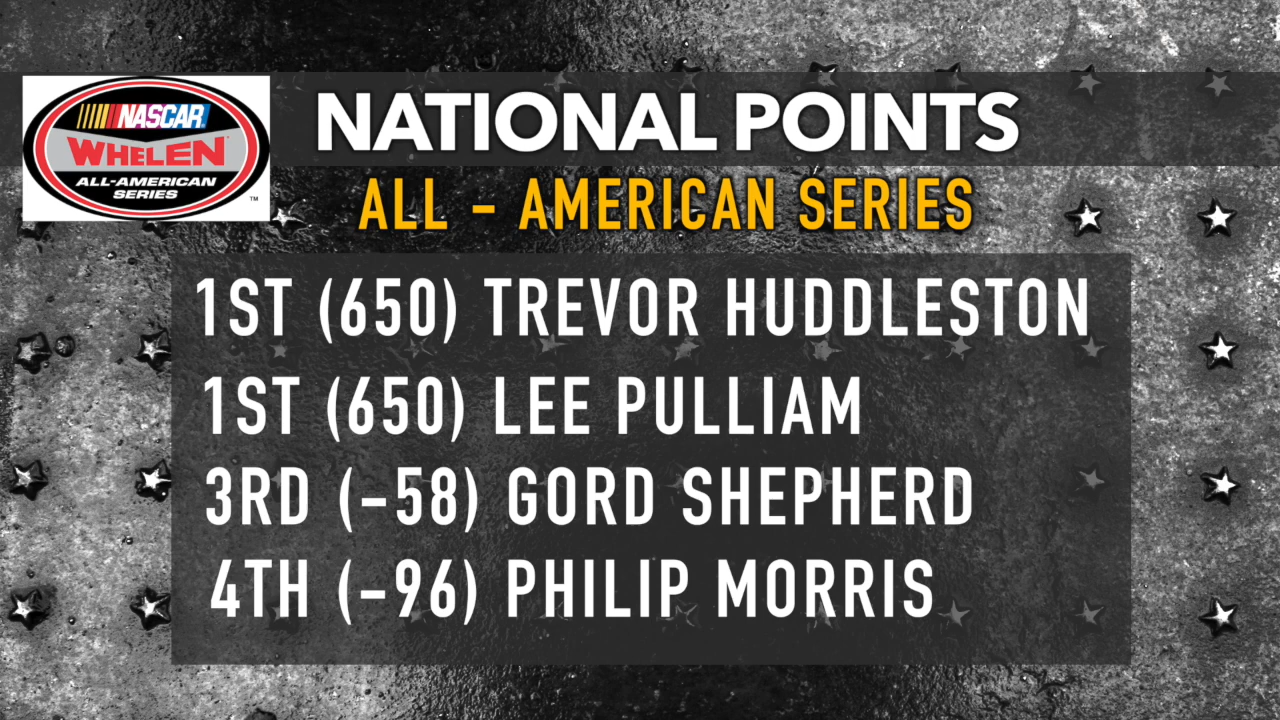 NASCAR
WHELEN
ALL-AMERICAN
SERIES
TM
NATIONAL POINTS
ALL - AMERICAN SERIES
1ST (650) TREVOR HUDDLESTON
1ST (650) LEE PULLIAM
3RD (-58) GORD SHEPHERD
4TH (-96) PHILIP MORRIS